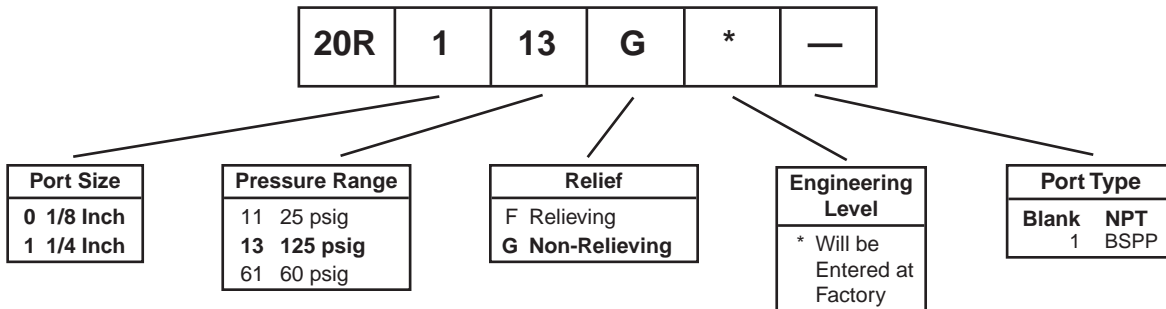 20R 1 13 G * —
Port Size
0 1/8 Inch
1 1/4 Inch
Pressure Range
11 25 psig
13 125 psig
61 60 psig
Relief
F Relieving
G Non-Relieving
Engineering
Level
* Will be
Entered at
Factory
Port Type
Blank NPT
1 BSPP